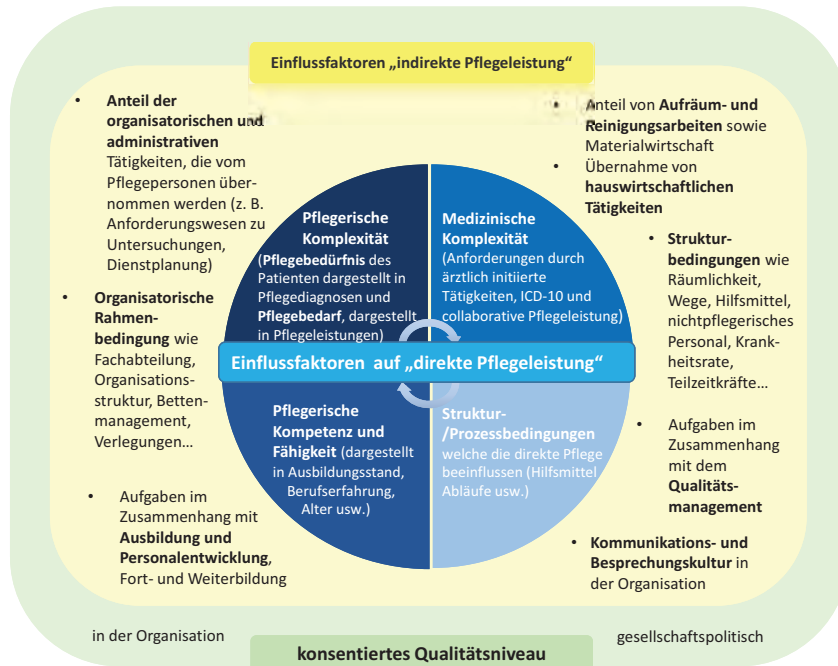 Einflussfaktoren „indirekte Pflegeleistung“
• Anteil der
organisatorischen und
administrativen
Tätigkeiten, die vom
Pflegepersonen über-
nommen werden (z. B.
Anforderungswesen zu
Untersuchungen,
Dienstplanung)
• Organisatorische
Rahmen-
bedingung wie
Fachabteilung,
Organisations-
struktur, Betten-
management,
Verlegungen…
• Aufgaben im
Zusammenhang mit
Ausbildung und
Personalentwicklung,
Fort- und Weiterbildung
Pflegerische
Komplexität
(Pflegebedürfnis des
Patienten dargestellt in
Pflegediagnosen und
Pflegebedarf, dargestellt
in Pflegeleistungen)
Medizinische
Komplexität
(Anforderungen durch
ärztlich initiierte
Tätigkeiten, ICD-10 und
collaborative Pflegeleistung)
Einflussfaktoren auf „direkte Pflegeleistung“
Pflegerische
Kompetenz und
Fähigkeit (dargestellt
in Ausbildungsstand,
Berufserfahrung,
Alter usw.)
Struktur-
/Prozessbedingungen
welche die direkte Pflege
beeinflussen (Hilfsmittel
Abläufe usw.)
• Anteil von Aufräum- und
Reinigungsarbeiten sowie
Materialwirtschaft
• Übernahme von
hauswirtschaftlichen
Tätigkeiten
• Struktur-
bedingungen wie
Räumlichkeit,
Wege, Hilfsmittel,
nichtpflegerisches
Personal, Krank-
heitsrate,
Teilzeitkräfte…
• Aufgaben im
Zusammenhang
mit dem
Qualitäts-
management
• Kommunikations- und
Besprechungskultur in
der Organisation
in der Organisation
gesellschaftspolitisch
konsentiertes Qualitätsniveau